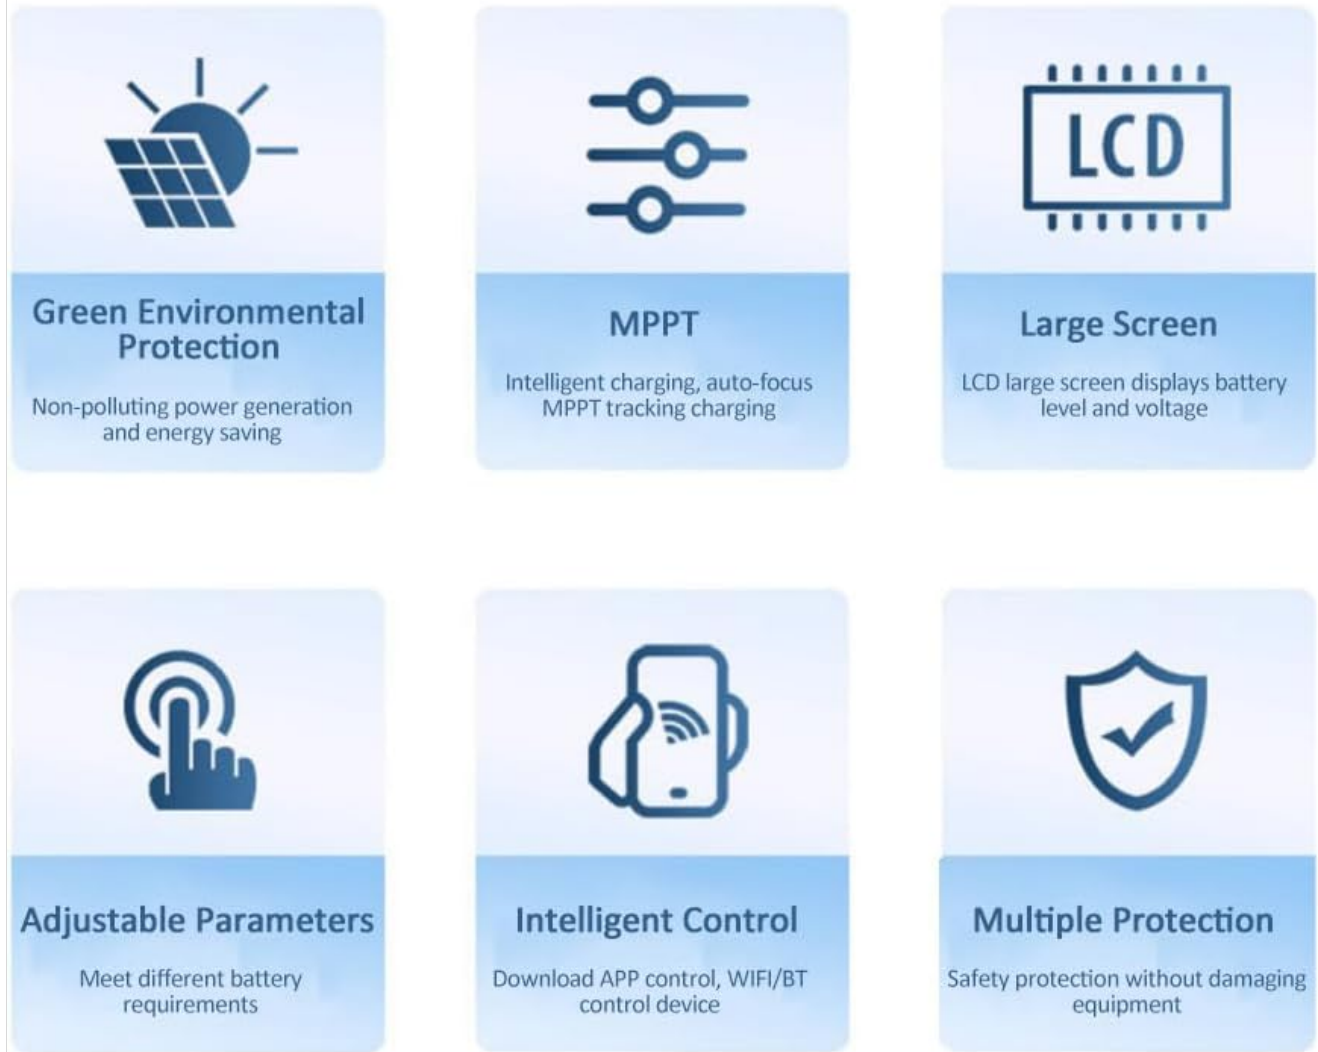 LCD
Green Environmental
Protection
Non-polluting power generation
and energy saving
MPPT
Intelligent charging, auto-focus
MPPT tracking charging
Large Screen
LCD large screen displays battery
level and voltage
Adjustable Parameters
Meet different battery
requirements
Intelligent Control
Download APP control, WIFI/BT
control device
Multiple Protection
Safety protection without damaging
equipment